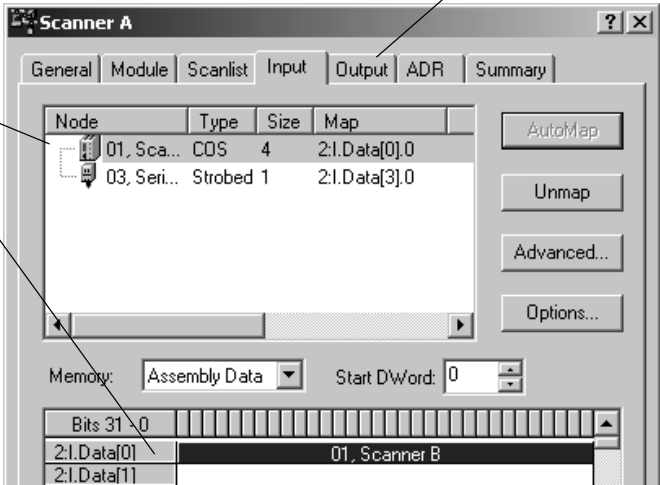 Scanner A
General Module Scanlist Input Output ADR Summary
Node Type Size Map
01, Sca... COS 4 2:I.Data[0].0
03, Seri... Strobed 1 2:I.Data[3].0
AutoMap
Unmap
Advanced...
Options...
Memory: Assembly Data Start DWord: 0
Bits 31 - 0
2:I.Data[0] 01, Scanner B
2:I.Data[1]